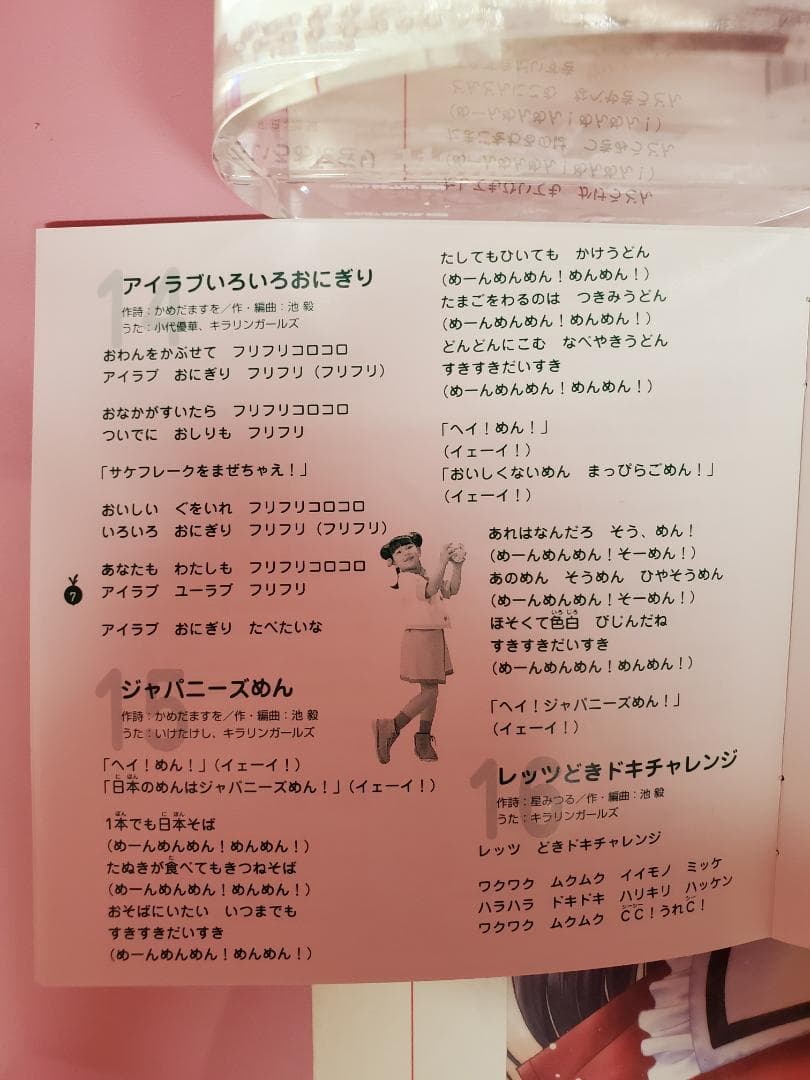 14
アイラブいろいろおにぎり
作詩：かめだますを／作・編曲：池 毅
うた：小代優華、キラリンガールズ
おわんをかぶせて　フリフリコロコロ
アイラブ　おにぎり　フリフリ（フリフリ）
おなかがすいたら　フリフリコロコロ
ついでに　おしりも　フリフリ
「サケフレークをまぜちゃえ！」
おいしい　ぐをいれ　フリフリコロコロ
いろいろ　おにぎり　フリフリ（フリフリ）
あなたも　わたしも　フリフリコロコロ
アイラブ　ユーラブ　フリフリ
アイラブ　おにぎり　たべたいな
7
15
ジャパニーズめん
作詩：かめだますを／作・編曲：池 毅
うた：いけたけし、キラリンガールズ
「ヘイ！めん！」（イェーイ！）
にほん
「日本のめんはジャパニーズめん！」（イェーイ！）
ぽん　にほん
1本でも日本そば
（めーんめんめん！めんめん！）
た
たぬきが食べてもきつねそば
（めーんめんめん！めんめん！）
おそばにいたい　いつまでも
すきすきだいすき
（めーんめんめん！めんめん！）
たしてもひいても　かけうどん
（めーんめんめん！めんめん！）
たまごをわるのは　つきみうどん
（めーんめんめん！めんめん！）
どんどんにこむ　なべやきうどん
すきすきだいすき
（めーんめんめん！めんめん！）
「ヘイ！めん！」
（イェーイ！）
「おいしくないめん　まっぴらごめん！」
（イェーイ！）
あれはなんだろ　そう、めん！
（めーんめんめん！そーめん！）
あのめん　そうめん　ひやそうめん
（めーんめんめん！そーめん！）
いろじろ
ほそくて色白　びじんだね
すきすきだいすき
（めーんめんめん！めんめん！）
「ヘイ！ジャパニーズめん！」
（イェーイ！）
16
レッツどきドキチャレンジ
作詩：星みつる／作・編曲：池 毅
うた：キラリンガールズ
レッツ　どきドキチャレンジ
ワクワク　ムクムク　イイモノ　ミッケ
ハラハラ　ドキドキ　ハリキリ　ハッケン
シーシー　シー
ワクワク　ムクムク　CC！うれC！